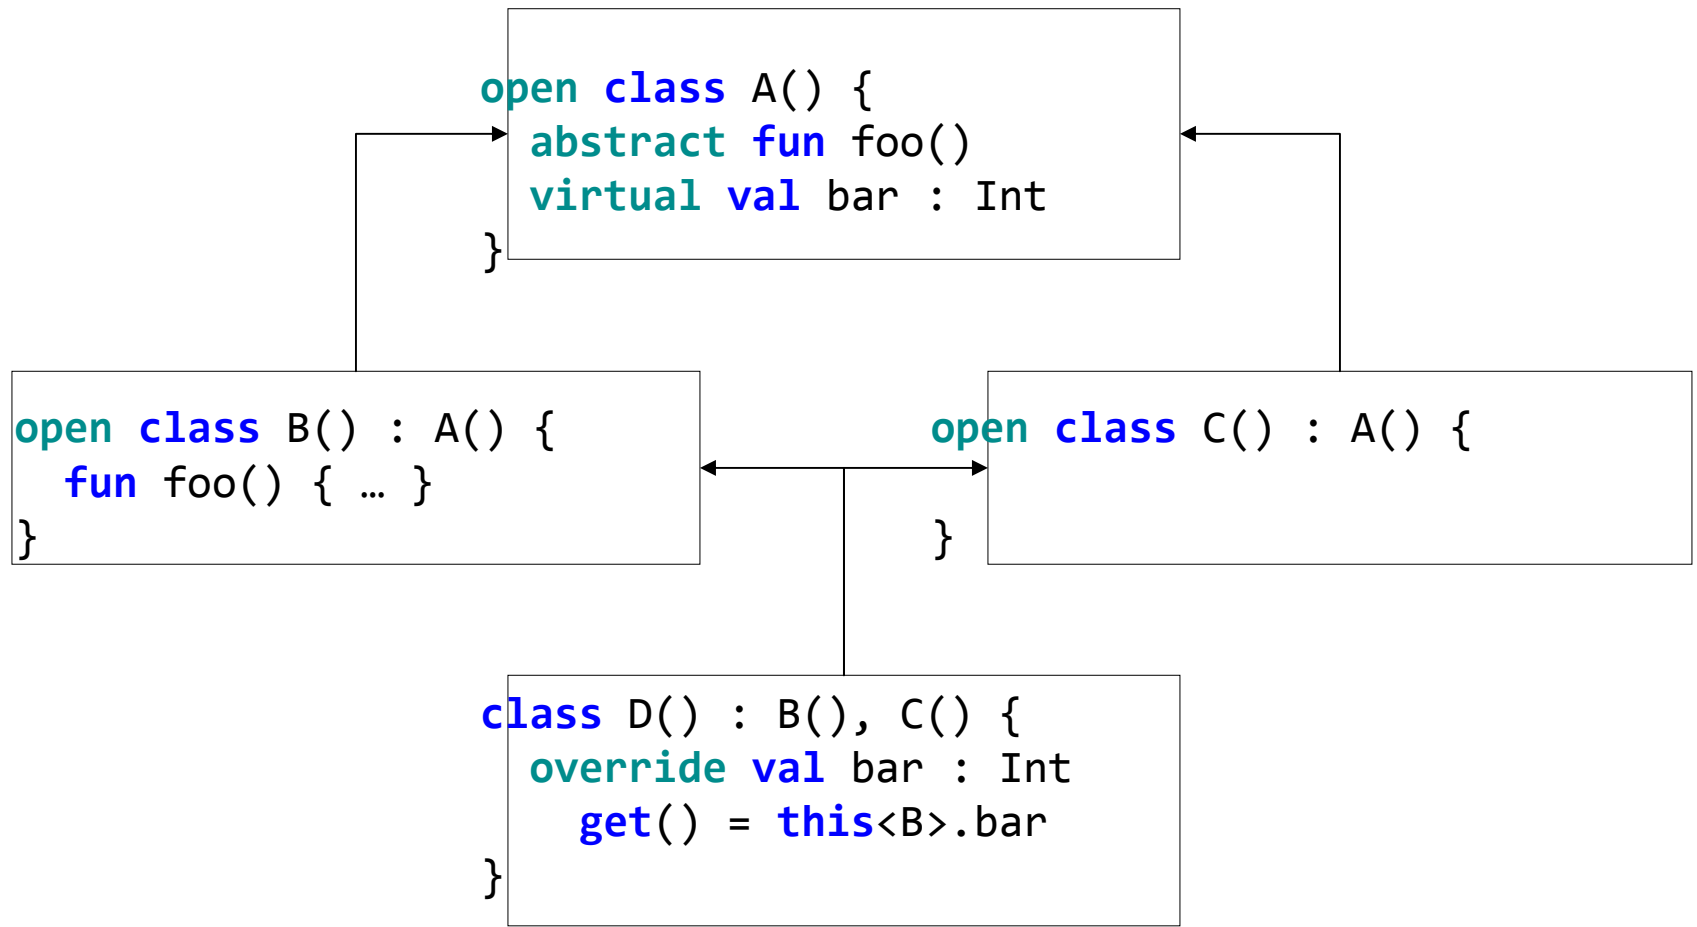 open class A() {
abstract fun foo()
virtual val bar : Int
}
open class B() : A() {
fun foo() { … }
}
open class C() : A() {
}
class D() : B(), C() {
override val bar : Int
get() = this<B>.bar
}